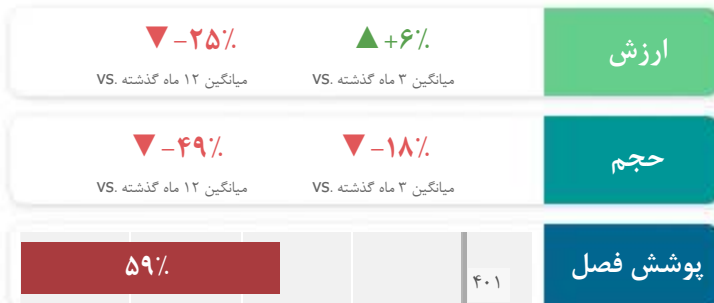 ارزش
+۶٪ ▲
-۲۵٪ ▼
میانگین ۳ ماه گذشته .VS
میانگین ۱۲ ماه گذشته .VS
حجم
-۱۸٪ ▼
-۴۹٪ ▼
میانگین ۳ ماه گذشته .VS
میانگین ۱۲ ماه گذشته .VS
پوشش فصل
۴۰۱
۵۹٪